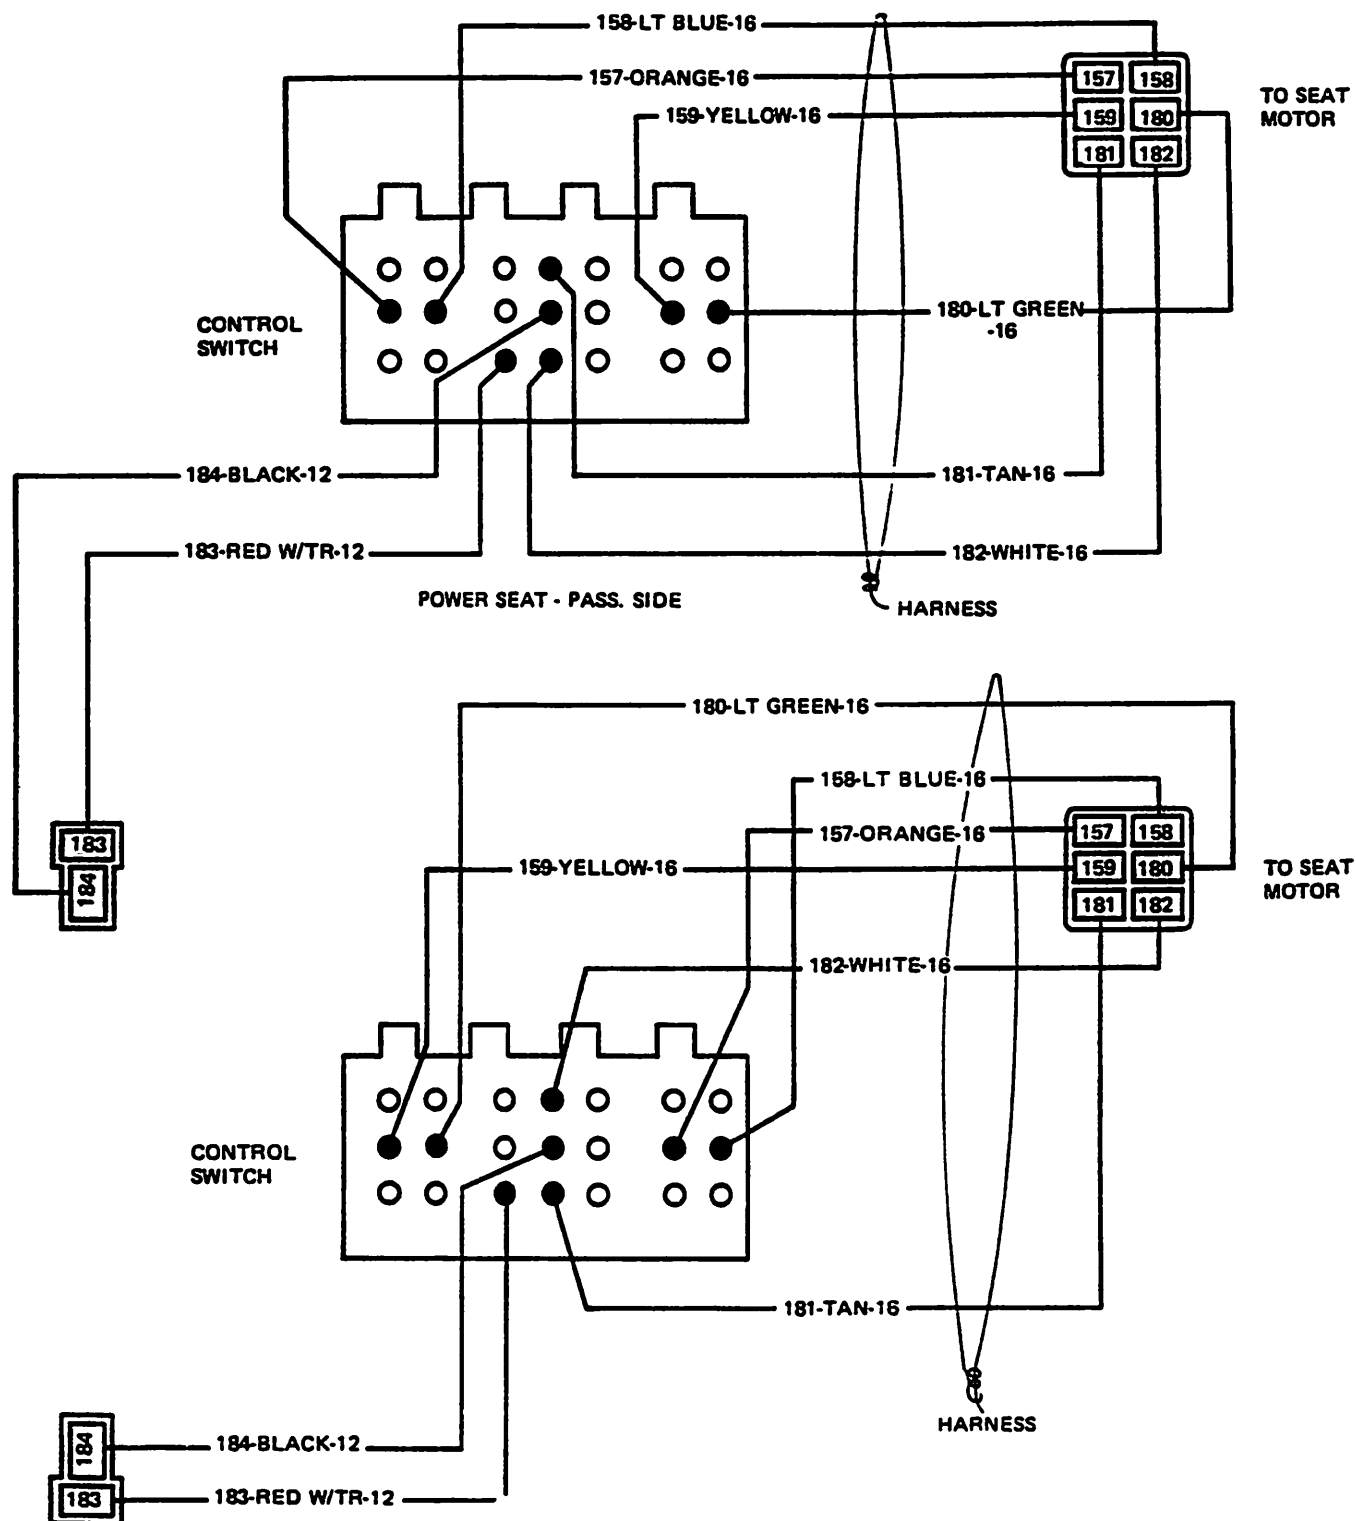 158-LT BLUE-16
157-ORANGE-16
157 158
159-YELLOW-16
159 180
181 182
TO SEAT
MOTOR
CONTROL
SWITCH
180-LT GREEN
-16
184-BLACK-12
181-TAN-16
183-RED W/TR-12
182-WHITE-16
POWER SEAT - PASS. SIDE
HARNESS
180-LT GREEN-16
158-LT BLUE-16
157-ORANGE-16
157 158
159-YELLOW-16
159 180
181 182
TO SEAT
MOTOR
183
184
182-WHITE-16
CONTROL
SWITCH
181-TAN-16
HARNESS
184
184-BLACK-12
183
183-RED W/TR-12